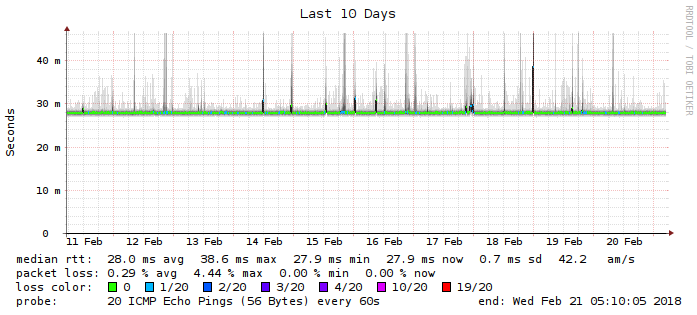 Last 10 Days
RRDTOOL / TOBI OETIKER
Seconds
40 m
30 m
20 m
10 m
0
11 Feb 12 Feb 13 Feb 14 Feb 15 Feb 16 Feb 17 Feb 18 Feb 19 Feb 20 Feb
median rtt: 28.0 ms avg 38.6 ms max 27.9 ms min 27.9 ms now 0.7 ms sd 42.2 am/s
packet loss: 0.29 % avg 4.44 % max 0.00 % min 0.00 % now
loss color: 0 1/20 2/20 3/20 4/20 10/20 19/20
probe: 20 ICMP Echo Pings (56 Bytes) every 60s end: Wed Feb 21 05:10:05 2018